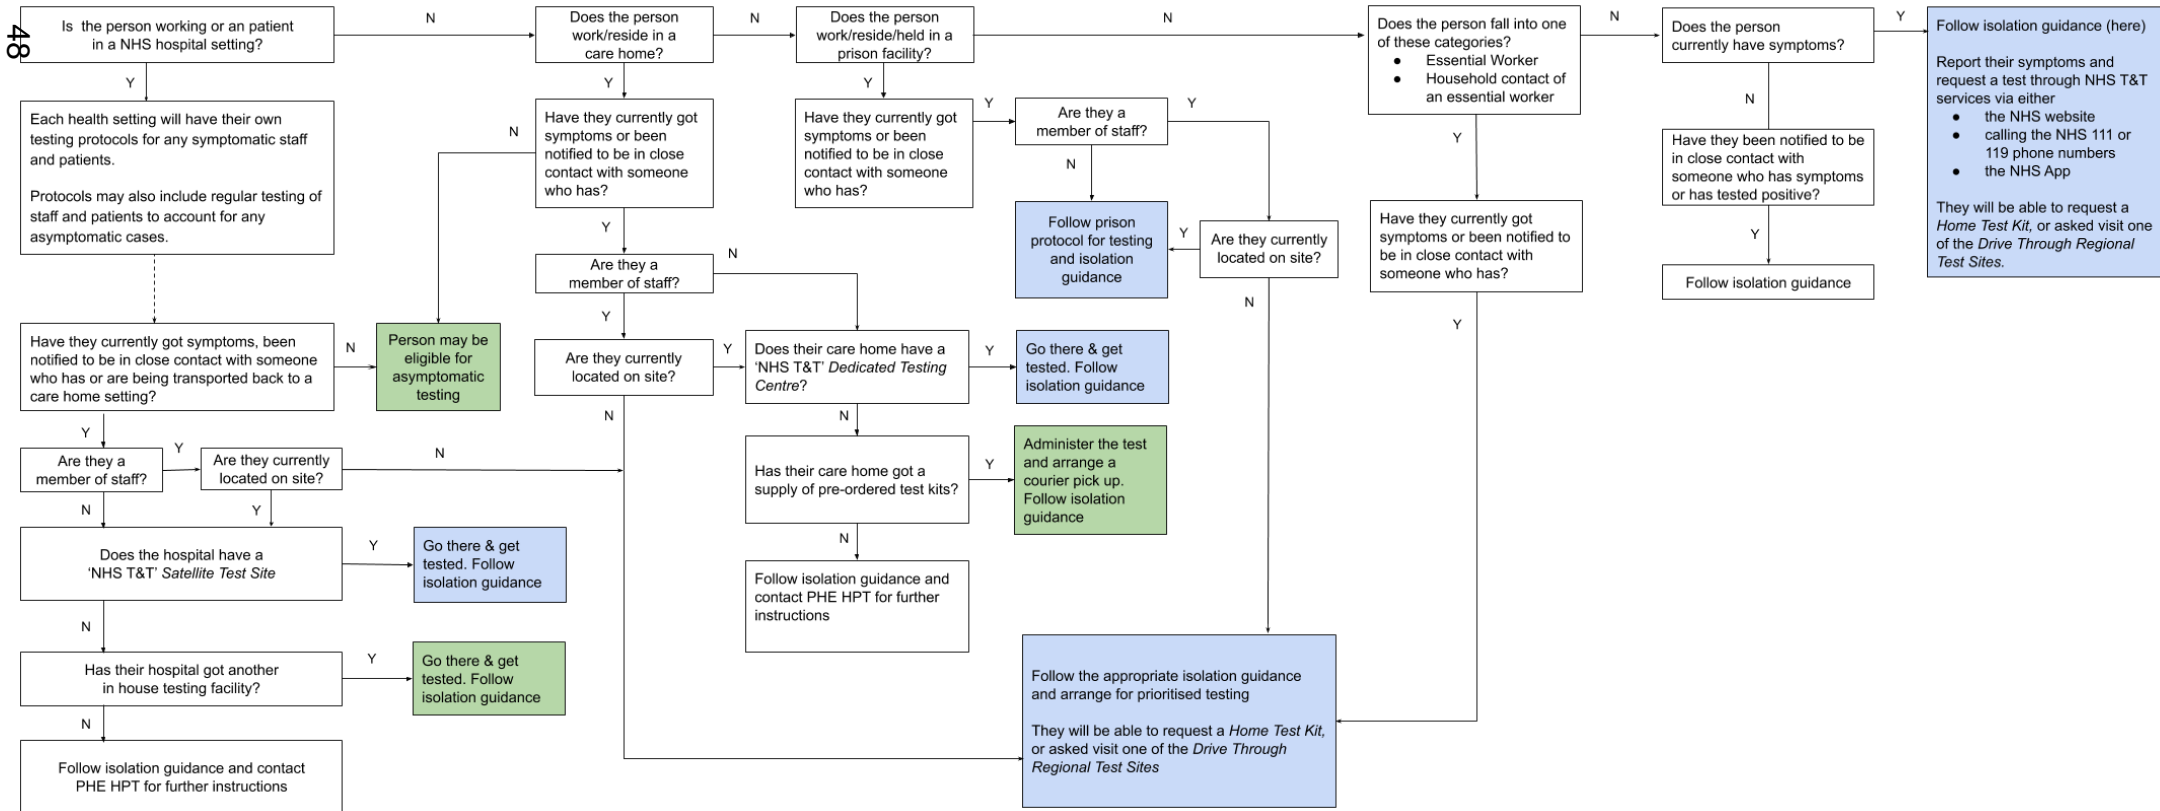 48
Is the person working or an patient
in a NHS hospital setting?
N
Does the person
work/reside in a
care home?
N
Does the person
work/reside/held in a
prison facility?
N
Does the person fall into one
of these categories?
● Essential Worker
● Household contact of
an essential worker
N
Does the person
currently have symptoms?
Y
Follow isolation guidance (here)
Report their symptoms and
request a test through NHS T&T
services via either
● the NHS website
● calling the NHS 111 or
119 phone numbers
● the NHS App
They will be able to request a
Home Test Kit, or asked visit one
of the Drive Through Regional
Test Sites.
Y
Each health setting will have their own
testing protocols for any symptomatic staff
and patients.
Protocols may also include regular testing of
staff and patients to account for any
asymptomatic cases.
Y
Have they currently got
symptoms or been
notified to be in close
contact with someone
who has?
N
Y
Have they currently got
symptoms or been
notified to be in close
contact with someone
who has?
Y
Are they a
member of staff?
Y
N
Follow prison
protocol for testing
and isolation
guidance
Y
Are they currently
located on site?
N
Y
Have they currently got
symptoms or been notified to
be in close contact with
someone who has?
Y
N
Have they been notified to be
in close contact with
someone who has symptoms
or has tested positive?
Y
Follow isolation guidance
Y
Are they a
member of staff?
N
Y
Have they currently got symptoms, been
notified to be in close contact with someone
who has or are being transported back to a
care home setting?
N
Person may be
eligible for
asymptomatic
testing
Are they currently
located on site?
Y
N
Does their care home have a
‘NHS T&T’ Dedicated Testing
Centre?
Y
Go there & get
tested. Follow
isolation guidance
N
Y
Are they a
member of staff?
Y
Are they currently
located on site?
N
Has their care home got a
supply of pre-ordered test kits?
Y
Administer the test
and arrange a
courier pick up.
Follow isolation
guidance
N
Y
Does the hospital have a
‘NHS T&T’ Satellite Test Site
Y
Go there & get
tested. Follow
isolation guidance
N
Follow isolation guidance and
contact PHE HPT for further
instructions
N
Has their hospital got another
in house testing facility?
Y
Go there & get
tested. Follow
isolation guidance
N
Follow isolation guidance and contact
PHE HPT for further instructions
Follow the appropriate isolation guidance
and arrange for prioritised testing
They will be able to request a Home Test Kit,
or asked visit one of the Drive Through
Regional Test Sites